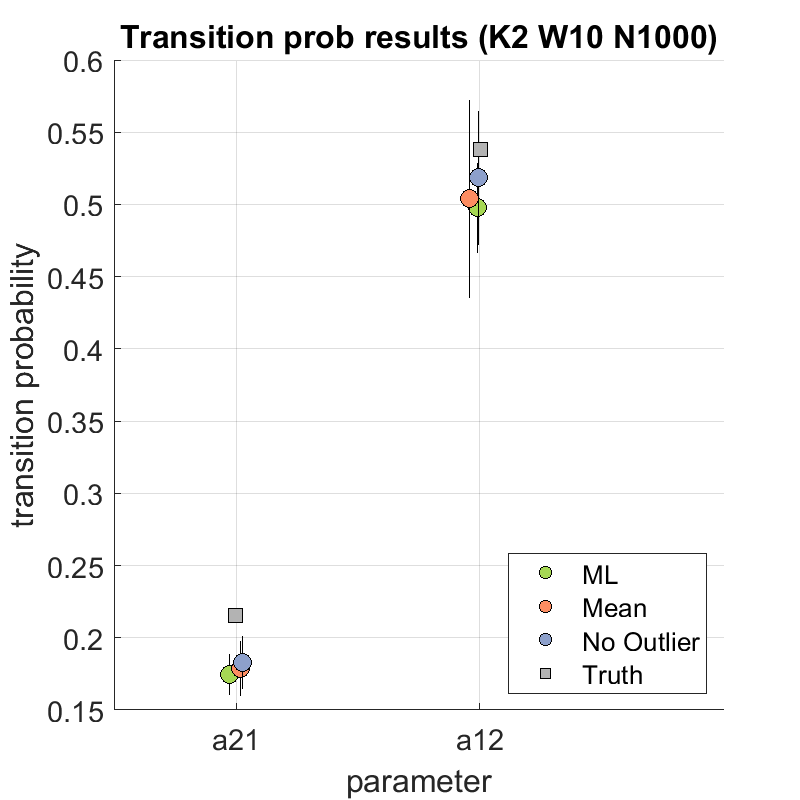 Transition prob results (K2 W10 N1000)
0.6
0.55
0.5
0.45
0.4
0.35
0.3
0.25
0.2
0.15
transition probability
a21 a12
parameter
ML
Mean
No Outlier
Truth